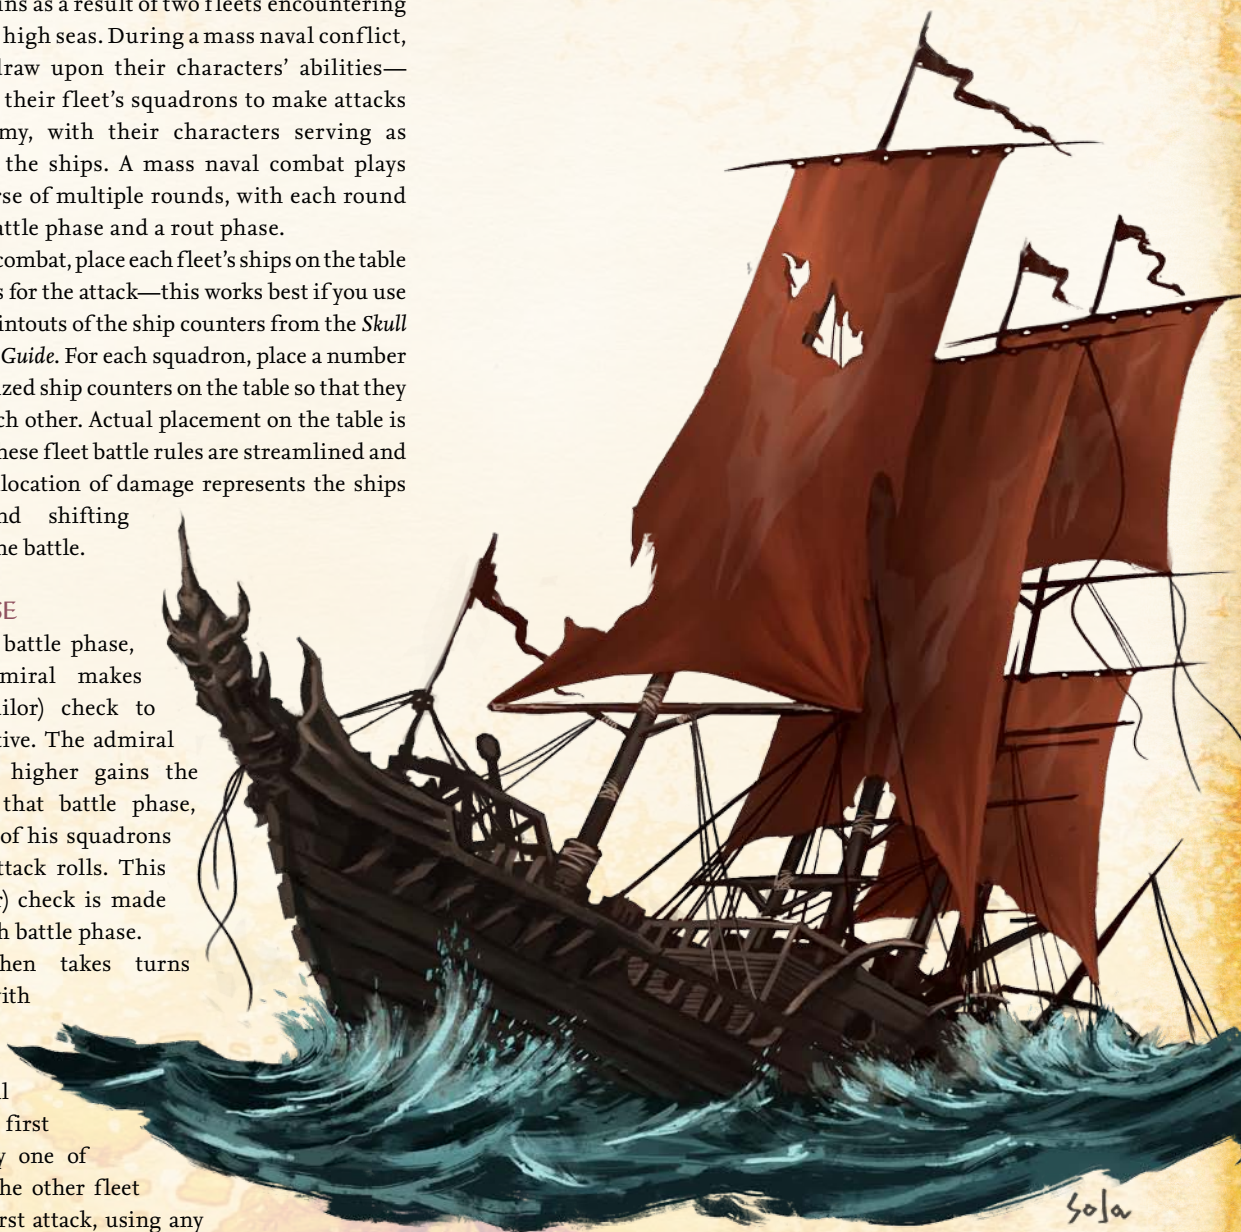 ins as a result of two fleets encountering
high seas. During a mass naval conflict,
draw upon their characters’ abilities—
their fleet’s squadrons to make attacks
my, with their characters serving as
the ships. A mass naval combat plays
rse of multiple rounds, with each round
attle phase and a rout phase.
combat, place each fleet’s ships on the table
s for the attack—this works best if you use
intouts of the ship counters from the Skull
Guide. For each squadron, place a number
ized ship counters on the table so that they
ch other. Actual placement on the table is
hese fleet battle rules are streamlined and
location of damage represents the ships
nd shifting
he battle.
SE
battle phase,
miral makes
ilor) check to
tive. The admiral
higher gains the
that battle phase,
of his squadrons
ttack rolls. This
r) check is made
h battle phase.
hen takes turns
with
ll
first
y one of
he other fleet
rst attack, using any
Sola